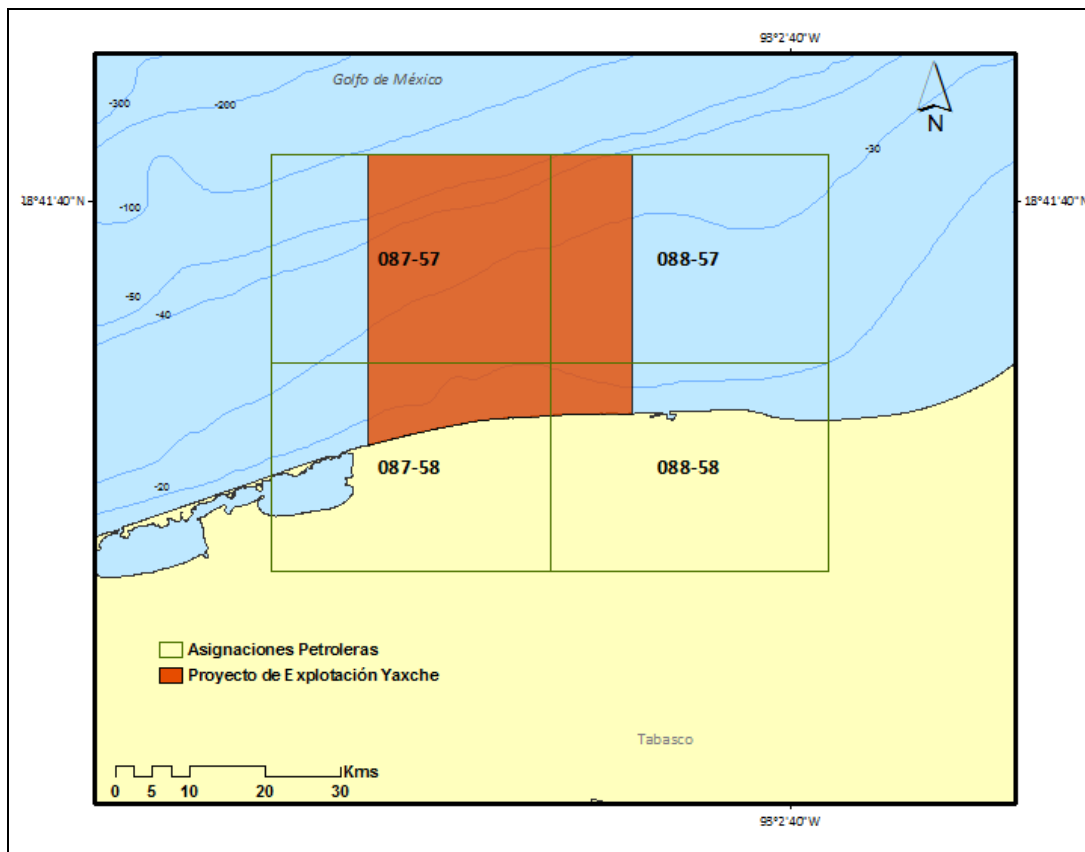 93°2'40"W
Golfo de México
-300
-200
N
-30
18°41'40"N
18°41'40"N
-100
087-57
088-57
-50
-40
087-58
088-58
-20
Asignaciones Petroleras
Proyecto de Explotación Yaxche
Tabasco
Kms
0 5 10 20 30
93°2'40"W